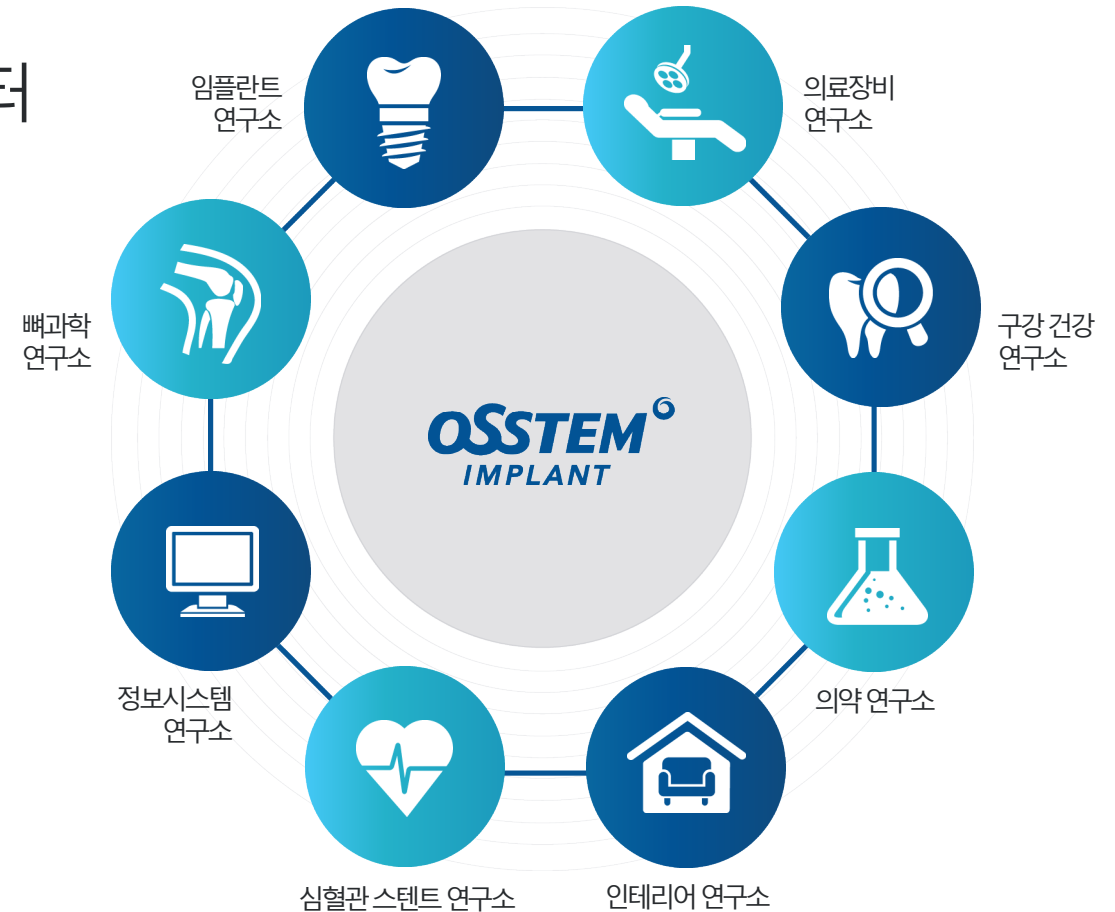 터
임플란트
연구소
의료장비
연구소
뼈과학
연구소
구강 건강
연구소
OSSTEM
IMPLANT
정보시스템
연구소
의약 연구소
심혈관 스텐트 연구소
인테리어 연구소